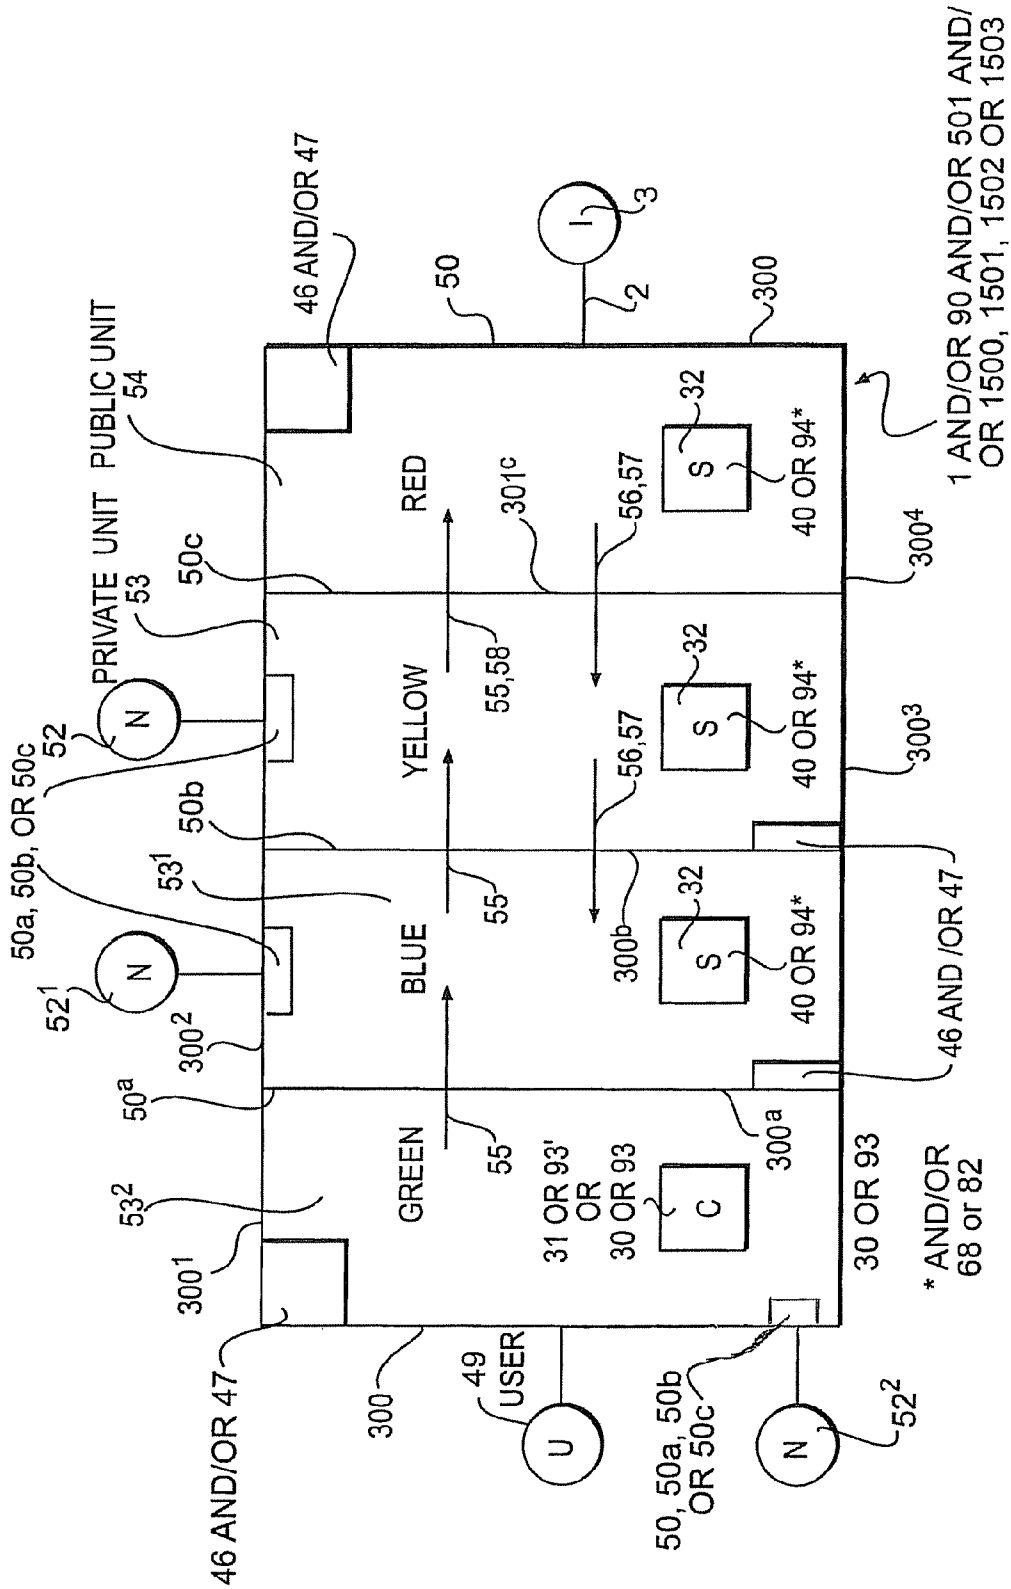 46 AND/OR 47
300¹
53²
50ᵃ
300²
52¹
N
50a, 50b, OR 50c
53¹
50b
52
N
PRIVATE UNIT
53
50c
PUBLIC UNIT
54
46 AND/OR 47
50
300
49
USER
U
GREEN
55
BLUE
55
YELLOW
55,58
RED
301ᶜ
2
I
3
300
31 OR 93'
OR
30 OR 93
C
300ᵃ
S
32
40 OR 94*
300ᵇ
56,57
S
32
40 OR 94*
56,57
S
32
40 OR 94*
50, 50a, 50b
OR 50c
N
52²
30 OR 93
* AND/OR
68 or 82
46 AND /OR 47
300³
300⁴
1 AND/OR 90 AND/OR 501 AND/
OR 1500, 1501, 1502 OR 1503